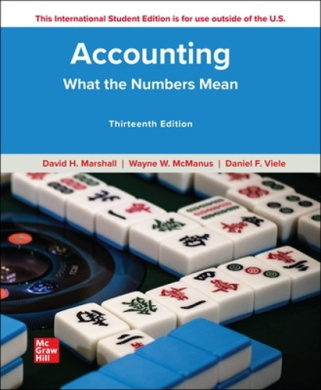 This International Student Edition is for use outside of the U.S.
Accounting
What the Numbers Mean
Thirteenth Edition
David H. Marshall | Wayne W. McManus | Daniel F. Viele
Mc
Graw
Hill